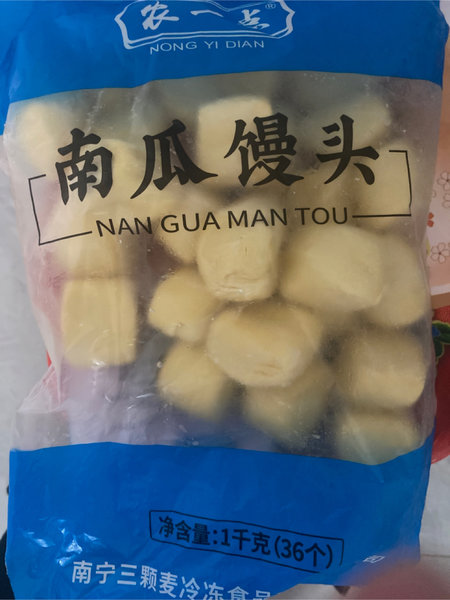 农一点®
NONG YI DIAN
南瓜馒头
NAN GUA MAN TOU
净含量:1千克(36个)
南宁三颗麦冷冻食品